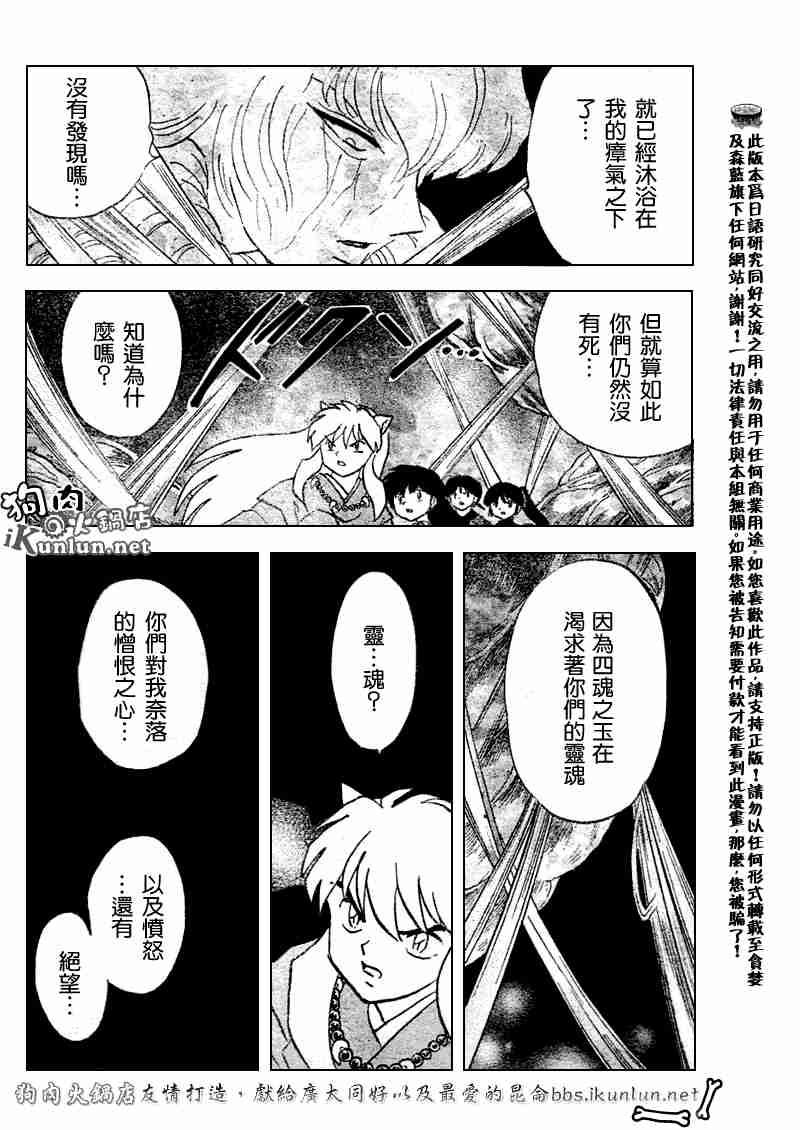 就已經沐浴在
我的瘴氣之下
了…
沒有發現嗎…
但就算如此
你們仍然沒
有死…
知道為什
麼嗎？
ドクン
因為四魂之玉在
渴求著你們的靈魂
靈…魂？
你們對我奈落
的憎恨之心…
以及憤怒
…還有
絕望…
此版本爲日語研究同好交流之用，請勿用于任何商業用途。如您喜歡此作品，請支持正版！請勿以任何形式轉載至貪婪
及森藍旗下任何網站，謝謝！一切法律責任與本組無關。如果您被告知需要付款才能看到此漫畫，那麼，您被騙了！
狗肉火鍋店
iKunlun.net
狗肉火鍋店友情打造，獻給廣大同好以及最愛的昆命bbs.ikunlun.net